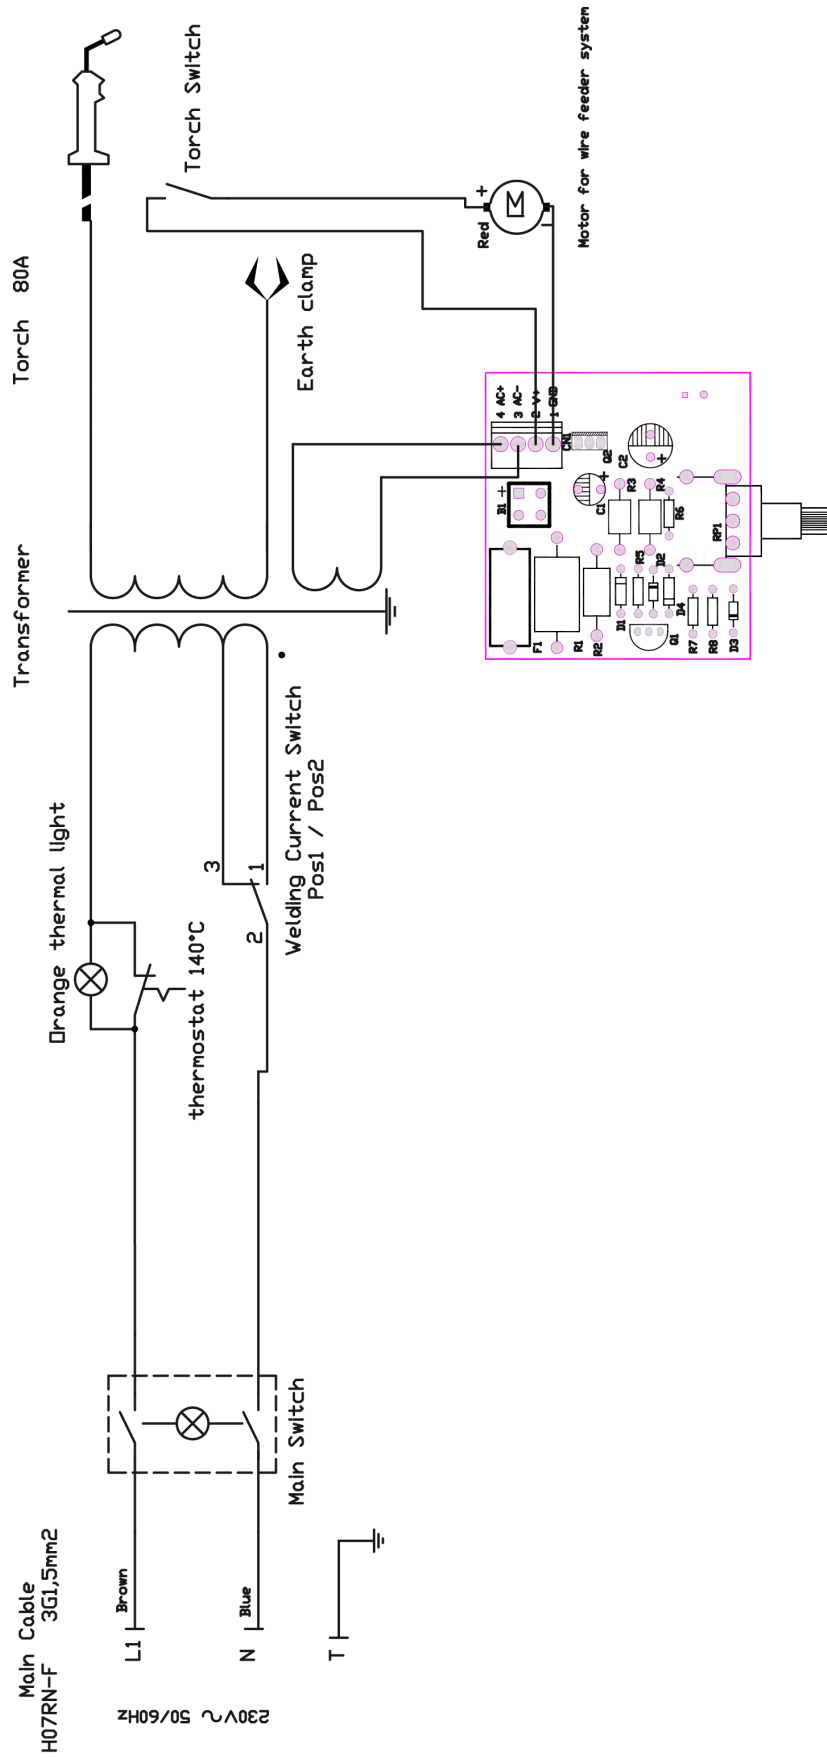 Main Cable
H07RN-F 3G1,5mm2
230V 50/60Hz
L1
Brown
N
Blue
T
Main Switch
Orange thermal light
thermostat 140°C
3
1
2
Welding Current Switch
Pos1 / Pos2
Transformer
Torch 80A
Torch Switch
Earth clamp
Red
+
M
Motor for wire feeder system
4 AC+
3 AC-
2 V+
1 GND
CN1
Q2
C2
+
B1
+
C1
+
R3
R4
R6
RP1
R5
D2
F1
R1
R2
D1
Q1
D4
R7
R8
D3